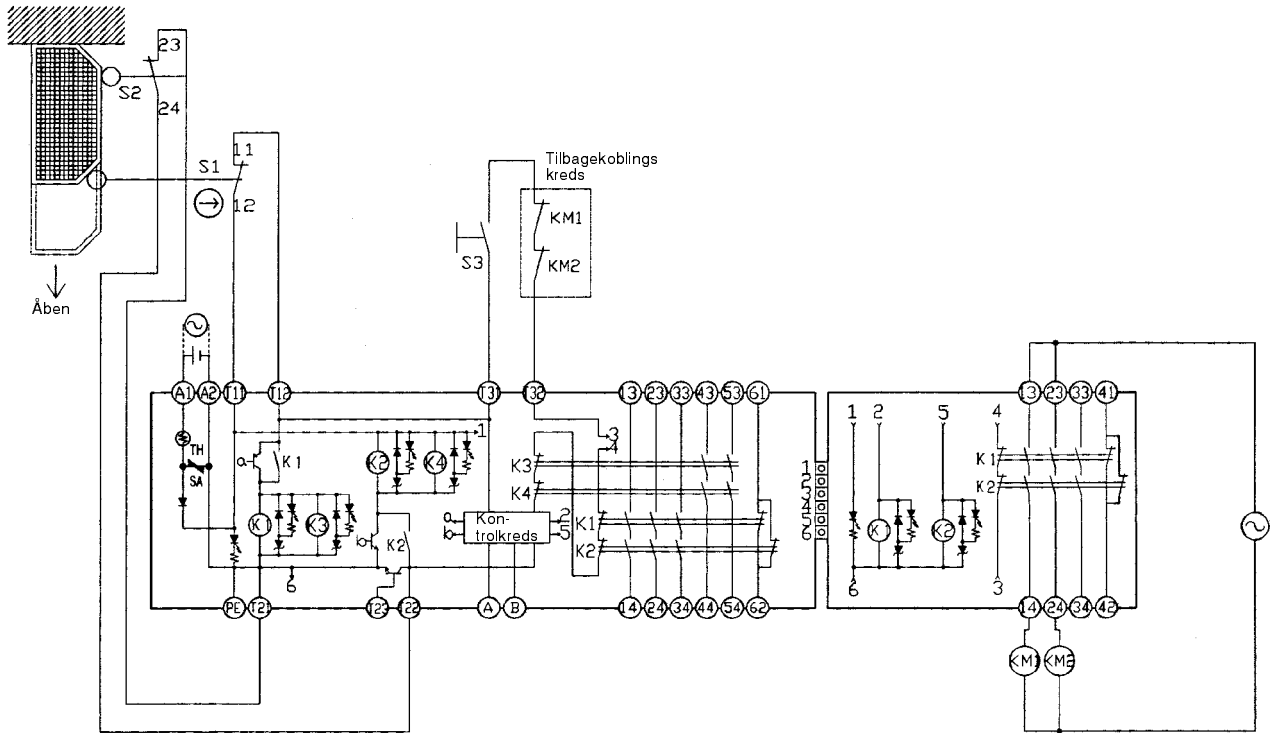 23
S2
24
11
S1
12
Åben
S3
Tilbagekoblings
kreds
KM1
KM2
A1 A2 T11 T12 T31 T32 13 23 33 43 53 61
13 23 33 41
TH
SA
a
K1
K2
K4
1
K1
K3
b
K2
6
K3
K4
3
4
a
b
Kon-
trolkreds
2
5
K1
K2
1
2
3
4
5
6
1 2 5 4
K1
K2
K1
K2
6
3
PE T21 T23 T22 A B 14 24 34 44 54 62
14 24 34 42
KM1 KM2